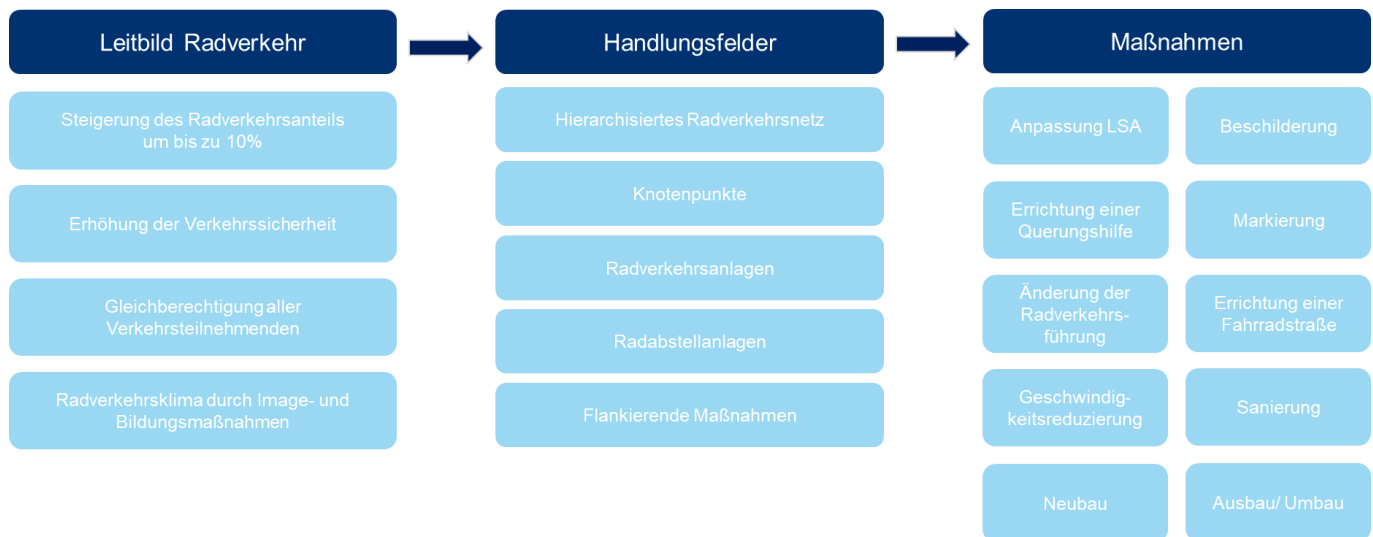 Leitbild Radverkehr
Steigerung des Radverkehrsanteils
um bis zu 10%
Erhöhung der Verkehrssicherheit
Gleichberechtigung aller
Verkehrsteilnehmenden
Radverkehrsklima durch Image- und
Bildungsmaßnahmen
Handlungsfelder
Hierarchisiertes Radverkehrsnetz
Knotenpunkte
Radverkehrsanlagen
Radabstellanlagen
Flankierende Maßnahmen
Maßnahmen
Anpassung LSA
Beschilderung
Errichtung einer
Querungshilfe
Markierung
Änderung der
Radverkehrs-
führung
Errichtung einer
Fahrradstraße
Geschwindig-
keitsreduzierung
Sanierung
Neubau
Ausbau/ Umbau